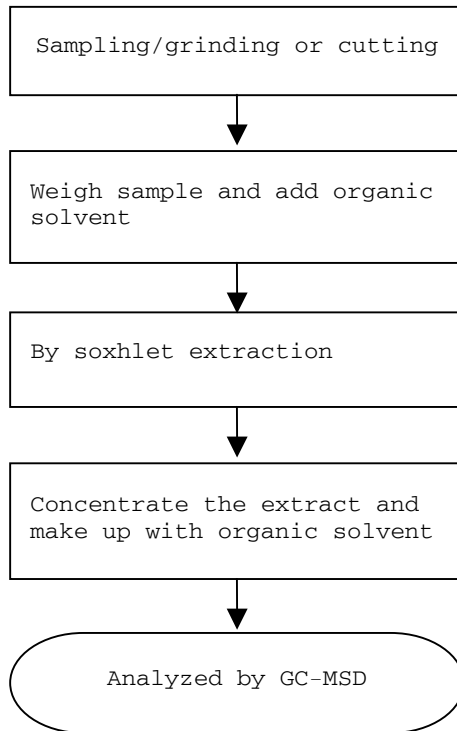 Sampling/grinding or cutting
Weigh sample and add organic
solvent
By soxhlet extraction
Concentrate the extract and
make up with organic solvent
Analyzed by GC-MSD